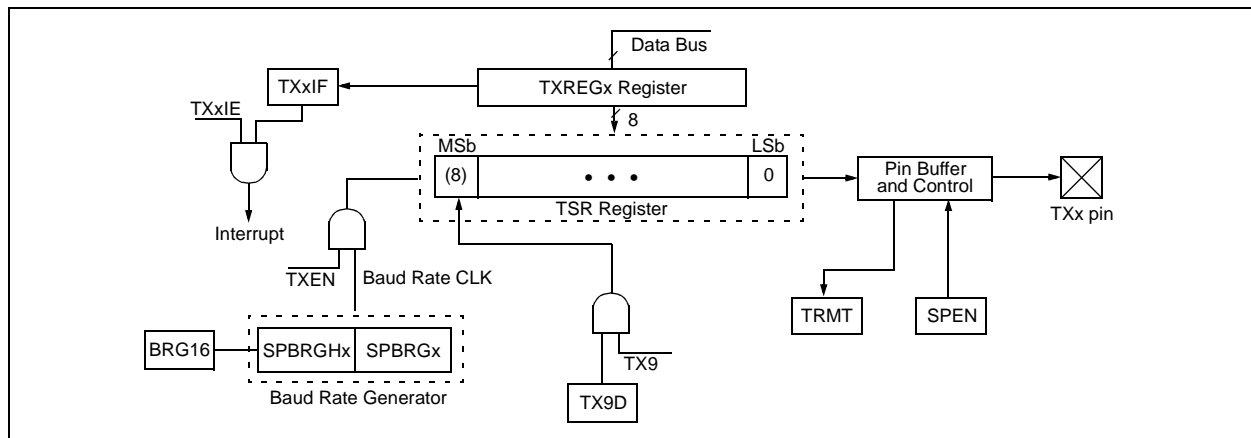 Data Bus
TXxIF
TXREGx Register
TXxIE
8
MSb
LSb
(8)
• • •
0
Pin Buffer
and Control
TSR Register
TXx pin
Interrupt
TXEN
Baud Rate CLK
TRMT
SPEN
BRG16
SPBRGHx
SPBRGx
TX9
Baud Rate Generator
TX9D